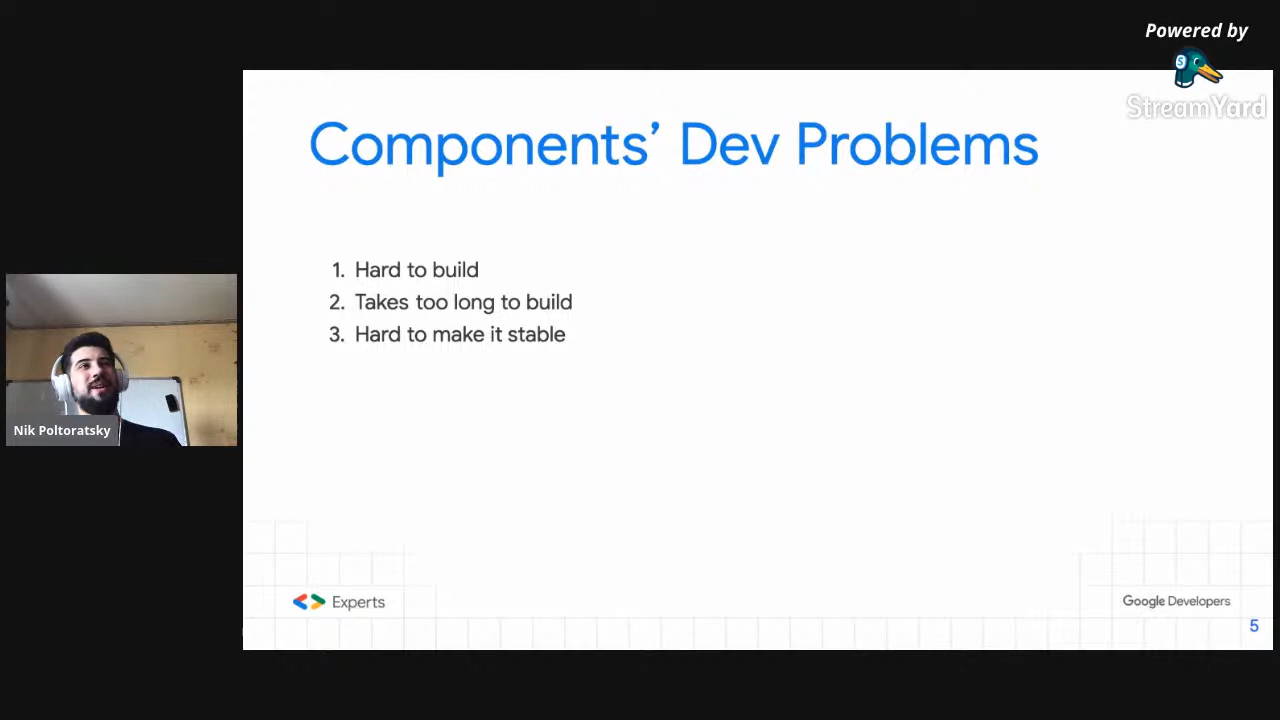 Powered by
StreamYard
Components’ Dev Problems
1. Hard to build
2. Takes too long to build
3. Hard to make it stable
Nik Poltoratsky
Experts
Google Developers
5